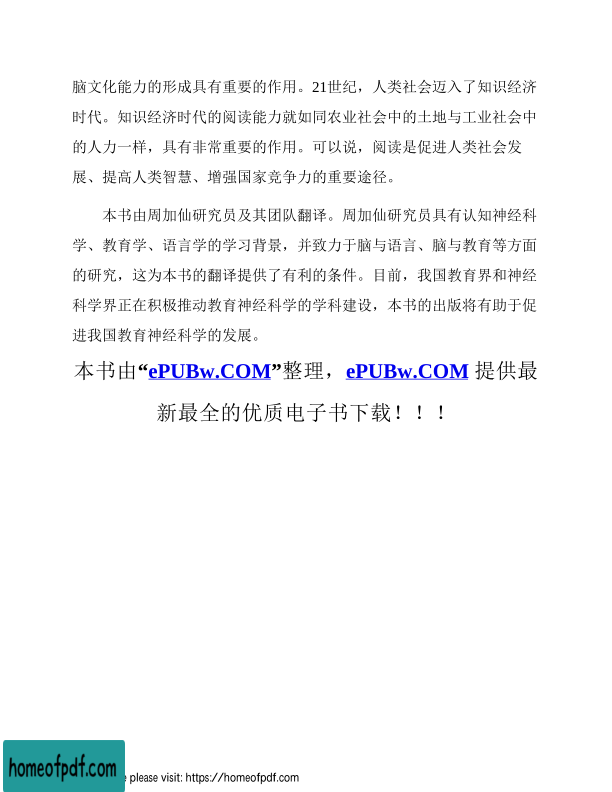 脑文化能力的形成具有重要的作用。21世纪，人类社会迈入了知识经济
时代。知识经济时代的阅读能力就如同农业社会中的土地与工业社会中
的人力一样，具有非常重要的作用。可以说，阅读是促进人类社会发
展、提高人类智慧、增强国家竞争力的重要途径。
本书由周加仙研究员及其团队翻译。周加仙研究员具有认知神经科
学、教育学、语言学的学习背景，并致力于脑与语言、脑与教育等方面
的研究，这为本书的翻译提供了有利的条件。目前，我国教育界和神经
科学界正在积极推动教育神经科学的学科建设，本书的出版将有助于促
进我国教育神经科学的发展。
本书由“ePUBw.COM”整理，ePUBw.COM 提供最
新最全的优质电子书下载！！！
homeofpdf.com
e please visit: https://homeofpdf.com